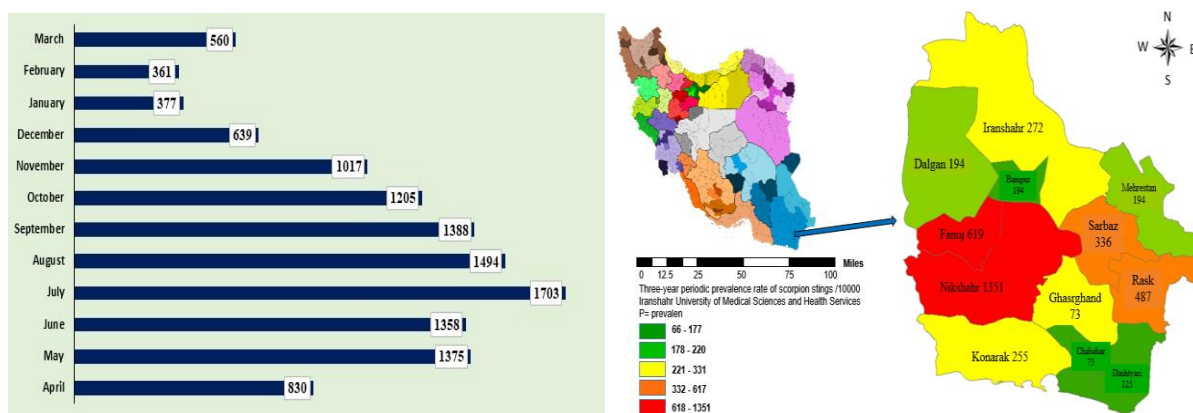 March
560
February
361
January
377
December
639
November
1017
October
1205
September
1388
August
1494
July
1703
June
1358
May
1375
April
830
Miles
0 12.5 25 50 75 100
Three-year periodic prevalence rate of scorpion stings /10000
Iranshahr University of Medical Sciences and Health Services
P= prevalen
66 - 177
178 - 220
221 - 331
332 - 617
618 - 1351
N
W E
S
Iranshahr 272
Dalgan 194
Bampur
194
Mehrestan
194
Fanuj 619
Sarbaz
336
Nikshahr 1351
Rask
487
Ghasrghand
73
Konarak 255
Chabahar
75
Dashtyari
125